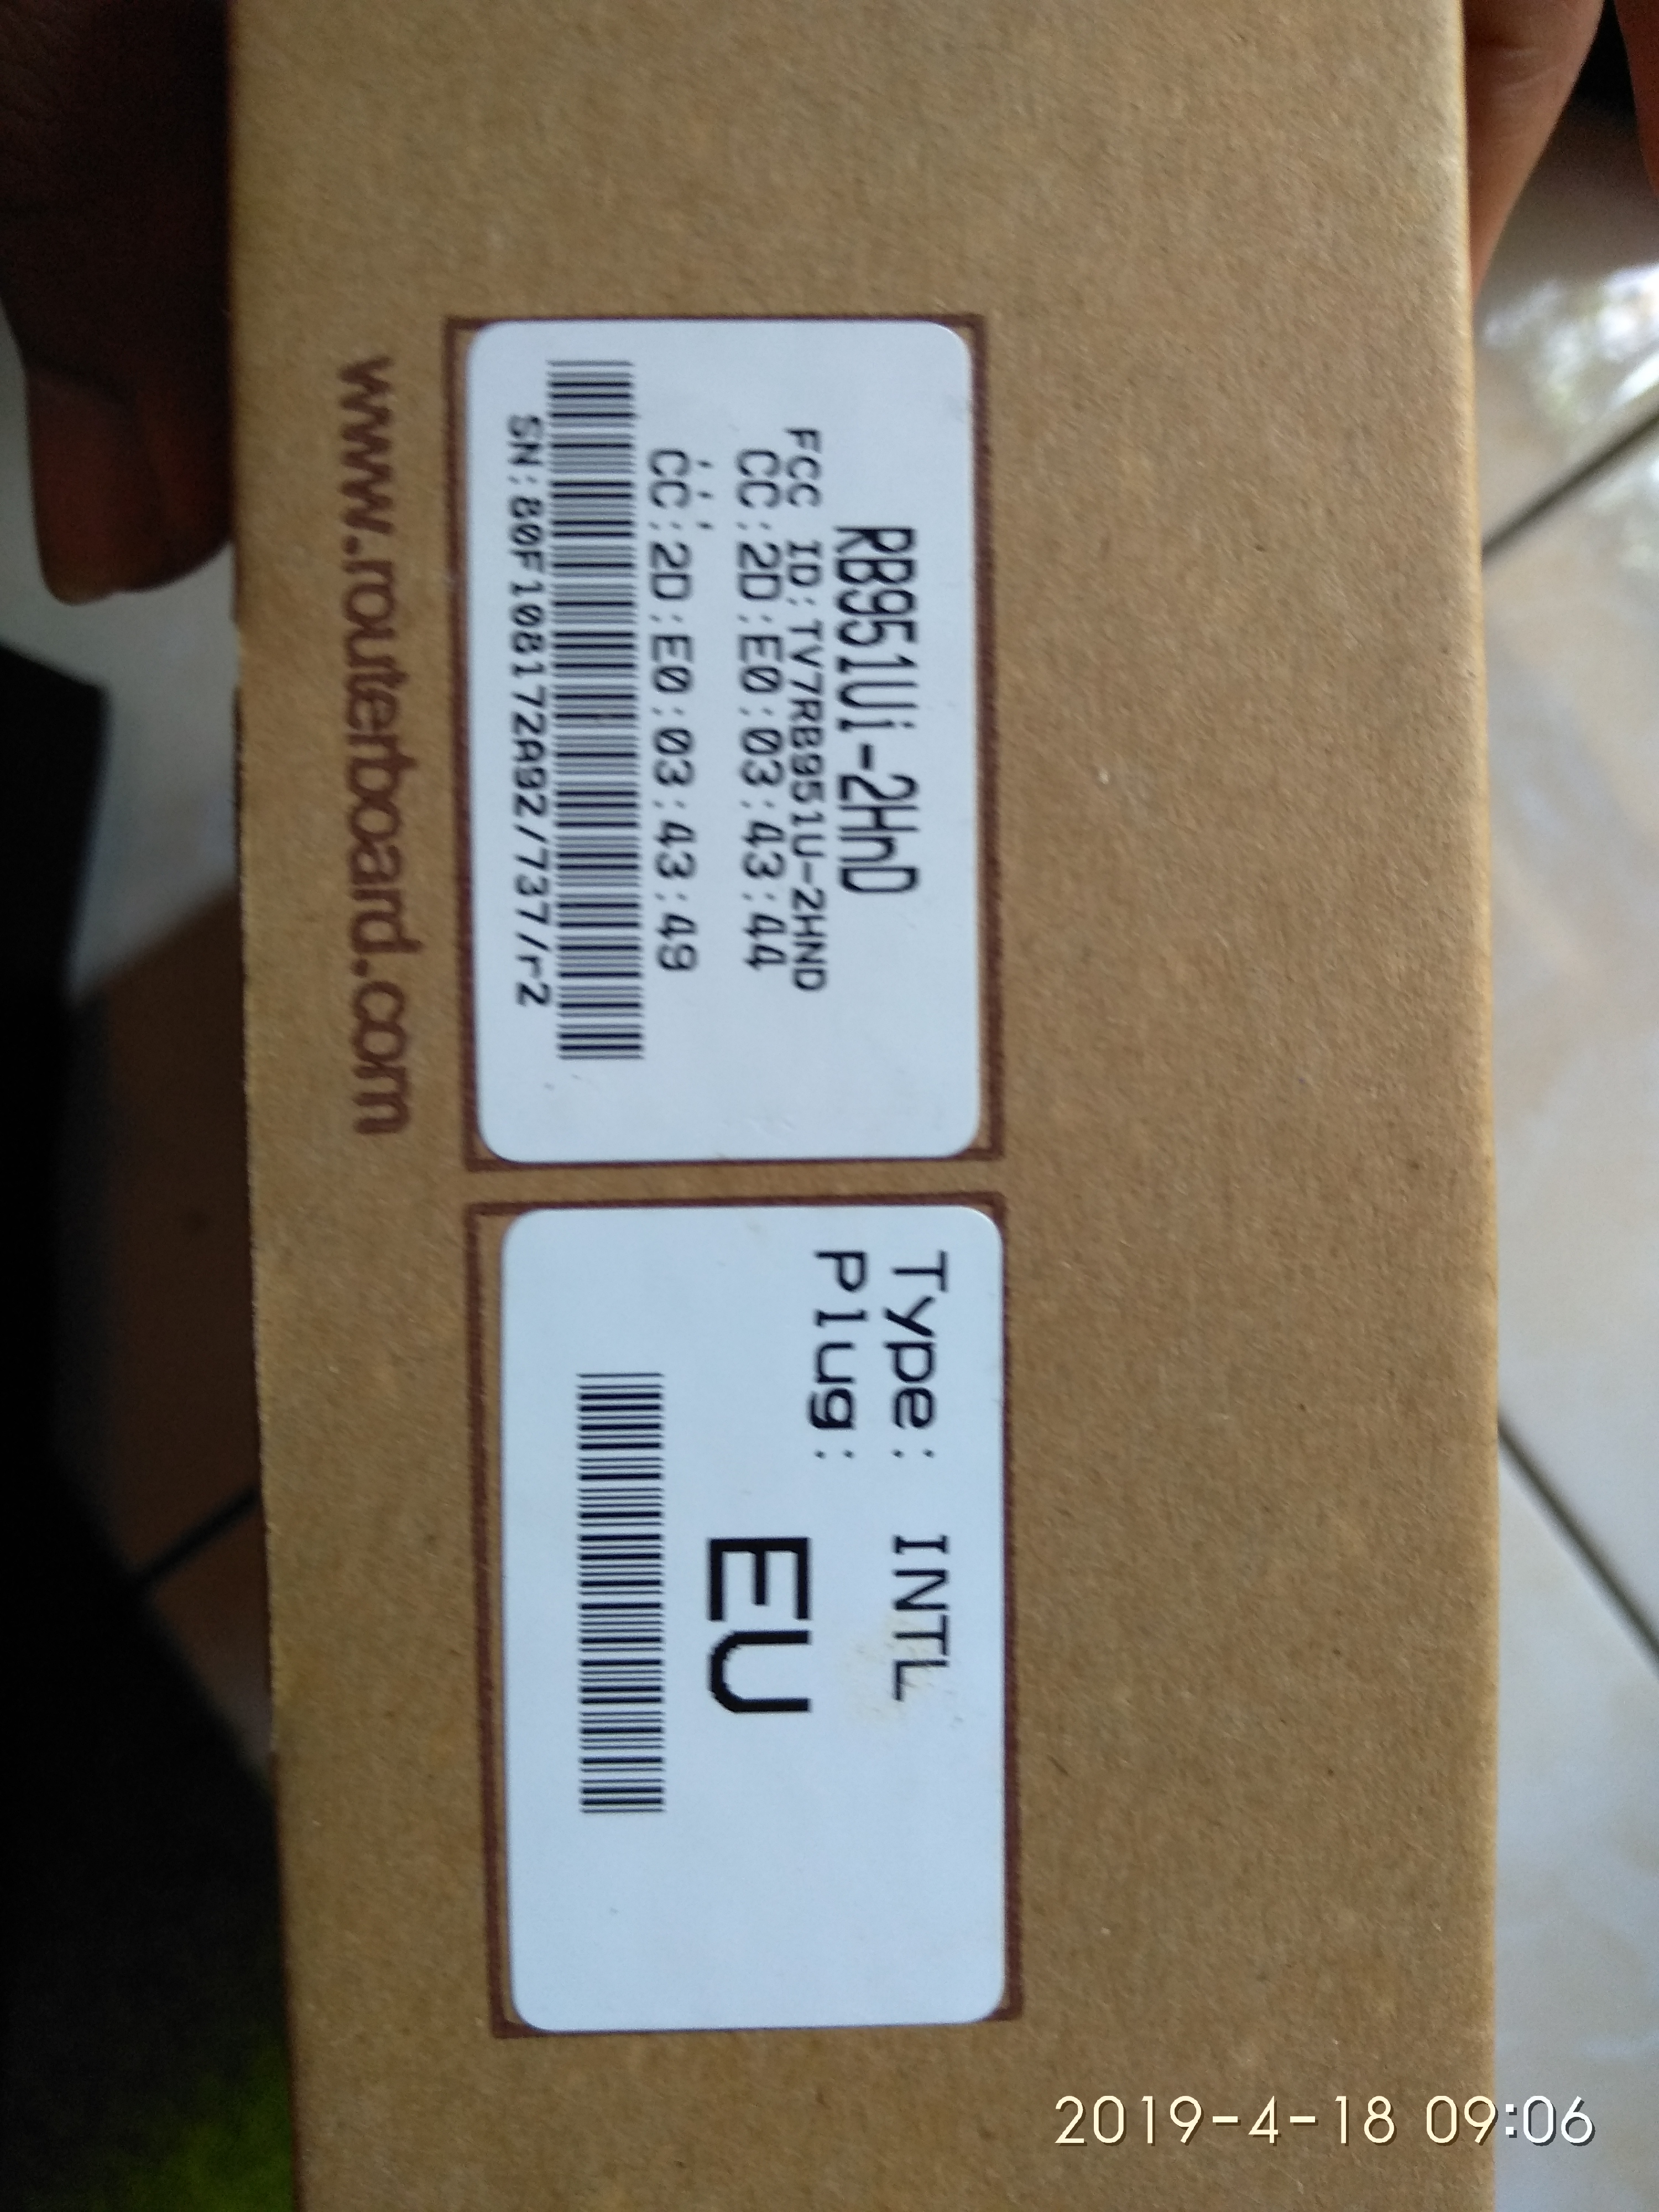 RB951Ui-2HnD
FCC ID:TV7RB951U-2HND
CC:2D:E0:03:43:44
...
CC:2D:E0:03:43:49
SN:80F108172A92/737/r2
Type: INTL
Plug:
EU
www.routerboard.com
2019-4-18 09:06